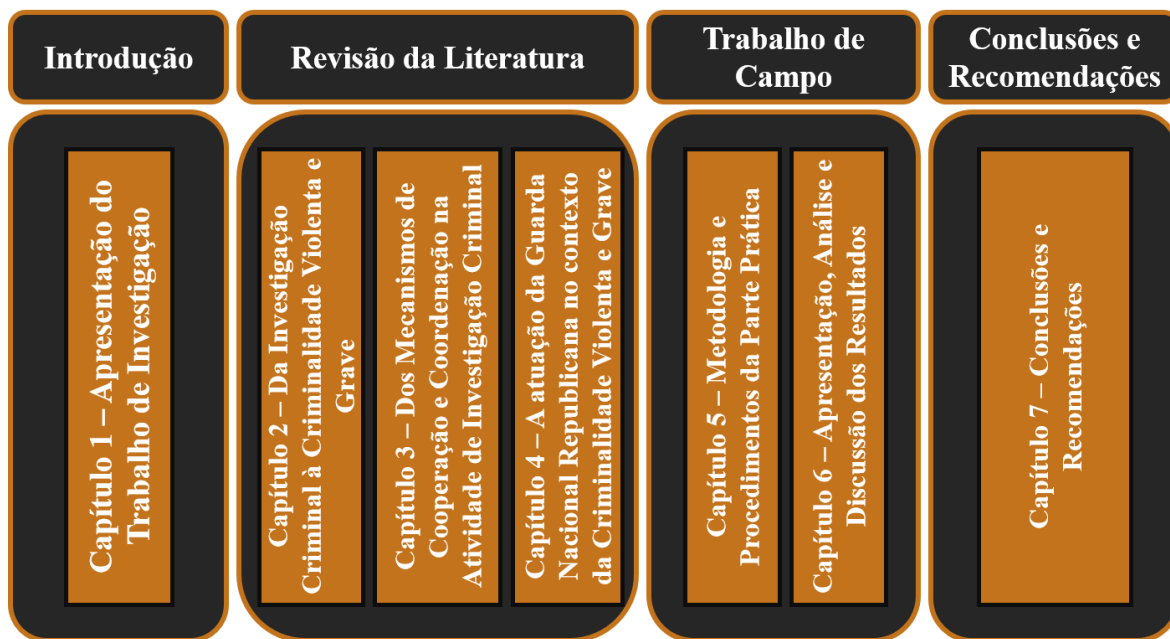 Introdução
Revisão da Literatura
Trabalho de
Campo
Conclusões e
Recomendações
Capítulo 1 – Apresentação do
Trabalho de Investigação
Capítulo 2 – Da Investigação
Criminal à Criminalidade Violenta e
Grave
Capítulo 3 – Dos Mecanismos de
Cooperação e Coordenação na
Atividade de Investigação Criminal
Capítulo 4 – A atuação da Guarda
Nacional Republicana no contexto
da Criminalidade Violenta e Grave
Capítulo 5 – Metodologia e
Procedimentos da Parte Prática
Capítulo 6 – Apresentação, Análise e
Discussão dos Resultados
Capítulo 7 – Conclusões e
Recomendações